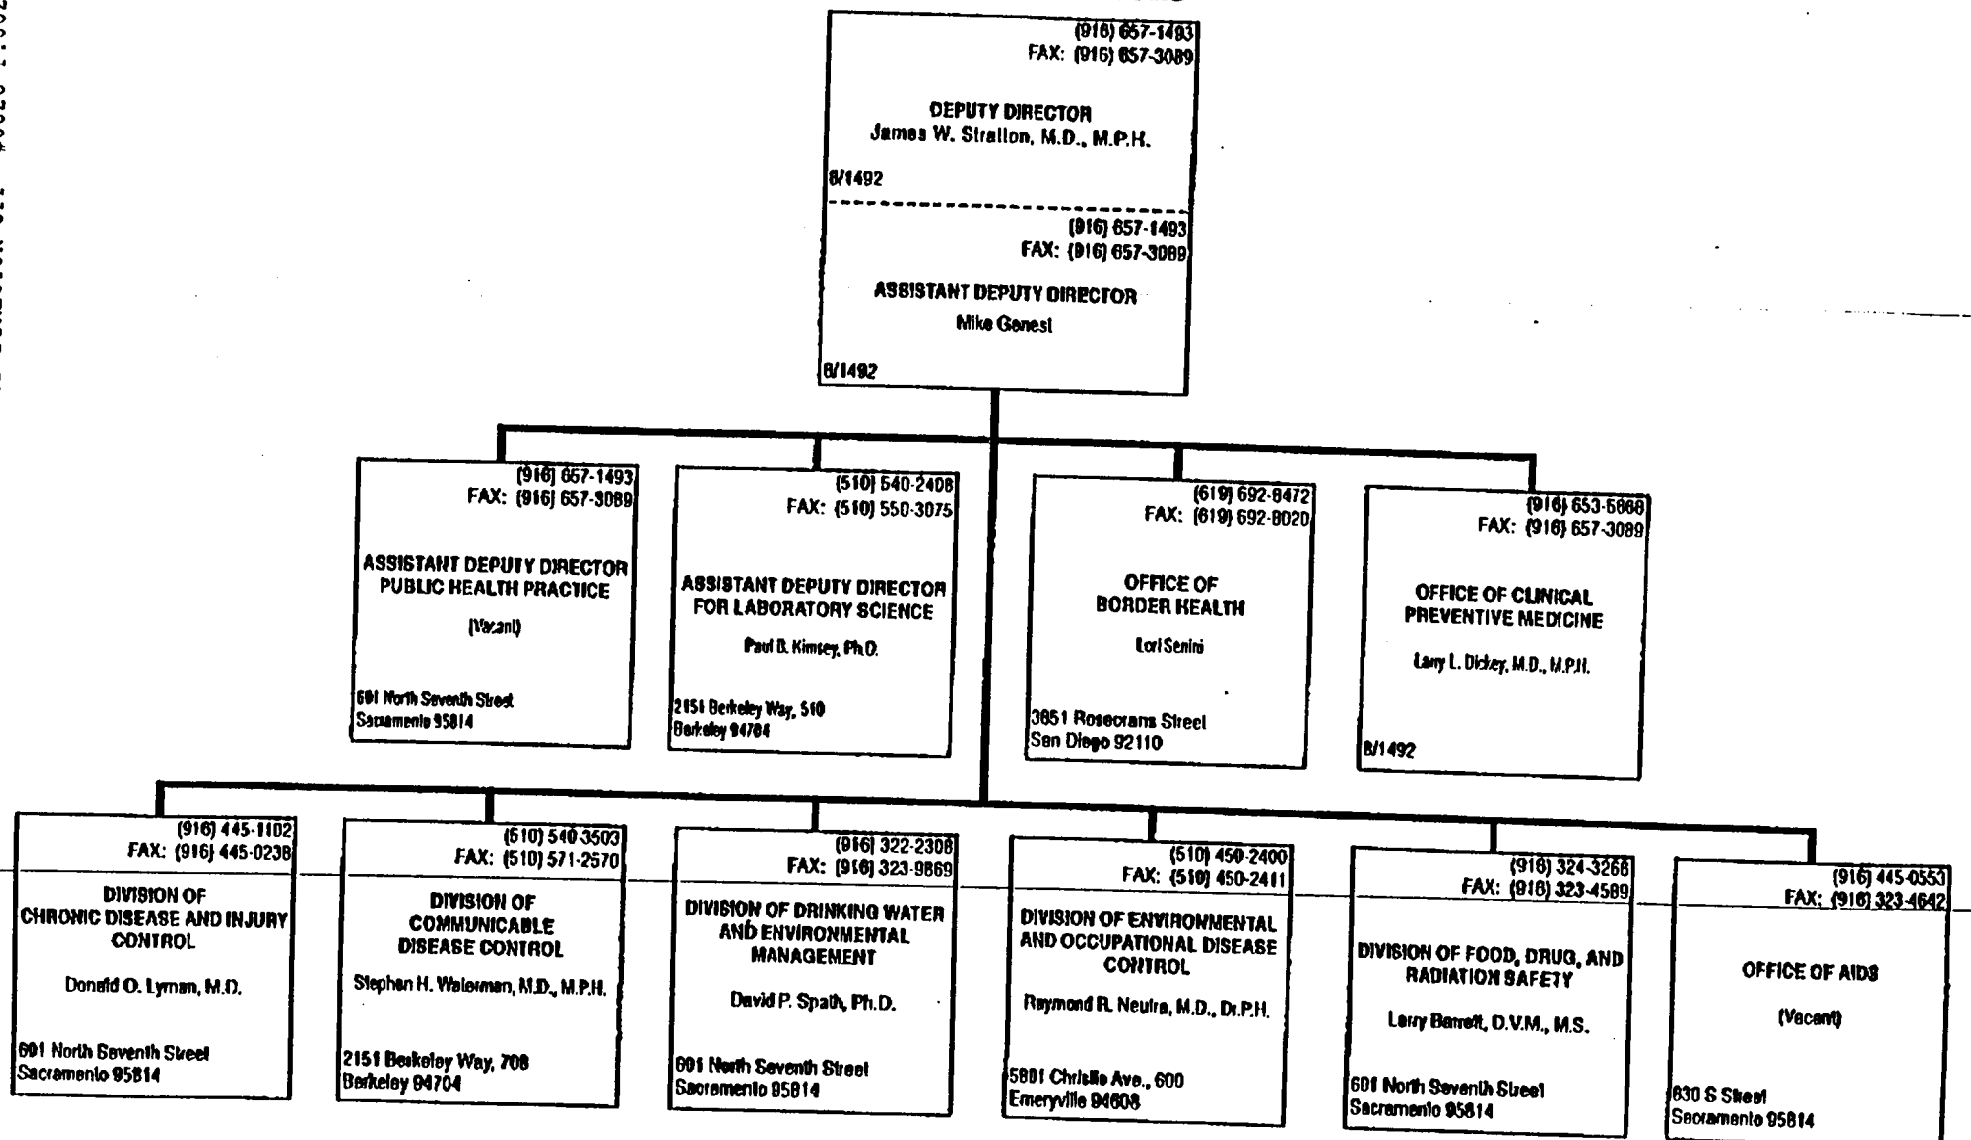 (916) 657-1493
FAX: (916) 657-3089
DEPUTY DIRECTOR
James W. Stratton, M.D., M.P.H.
8/1492
(916) 657-1493
FAX: (916) 657-3089
ASSISTANT DEPUTY DIRECTOR
Mike Genest
8/1492
(916) 657-1493
FAX: (916) 657-3089
ASSISTANT DEPUTY DIRECTOR
PUBLIC HEALTH PRACTICE
(Vacant)
601 North Seventh Street
Sacramento 95814
(510) 540-2408
FAX: (510) 550-3075
ASSISTANT DEPUTY DIRECTOR
FOR LABORATORY SCIENCE
Paul B. Kimsey, Ph.D.
2151 Berkeley Way, 510
Berkeley 94704
(619) 692-8472
FAX: (619) 692-8020
OFFICE OF
BORDER HEALTH
Lori Senini
3851 Rosecrans Street
San Diego 92110
(916)
FAX: (916) 657-3089
OFFICE OF CLINICAL
PREVENTIVE MEDICINE
Larry L. Dickey, M.D., M.P.H.
8/1492
(916) 445-1102
FAX: (916) 445-0238
DIVISION OF
CHRONIC DISEASE AND INJURY
CONTROL
Donald O. Lyman, M.D.
601 North Seventh Street
Sacramento 95814
(510) 540-3503
FAX: (510) 571-2570
DIVISION OF
COMMUNICABLE
DISEASE CONTROL
Stephen H. Waterman, M.D., M.P.H.
2151 Berkeley Way, 708
Berkeley 94704
(916) 322-2308
FAX: (916) 323-9869
DIVISION OF DRINKING WATER
AND ENVIRONMENTAL
MANAGEMENT
David P. Spath, Ph.D.
601 North Seventh Street
Sacramento 95814
(510) 450-2400
FAX: (510) 450-2411
DIVISION OF ENVIRONMENTAL
AND OCCUPATIONAL DISEASE
CONTROL
Raymond R. Neutra, M.D., Dr.P.H.
5801 Christie Ave., 600
Emeryville 94608
(916) 324-3268
FAX: (916) 323-4589
DIVISION OF FOOD, DRUG, AND
RADIATION SAFETY
Larry Barrett, D.V.M., M.S.
601 North Seventh Street
Sacramento 95814
(916) 445-0553
FAX: (916) 323-4642
OFFICE OF AIDS
(Vacant)
830 S Street
Sacramento 95814